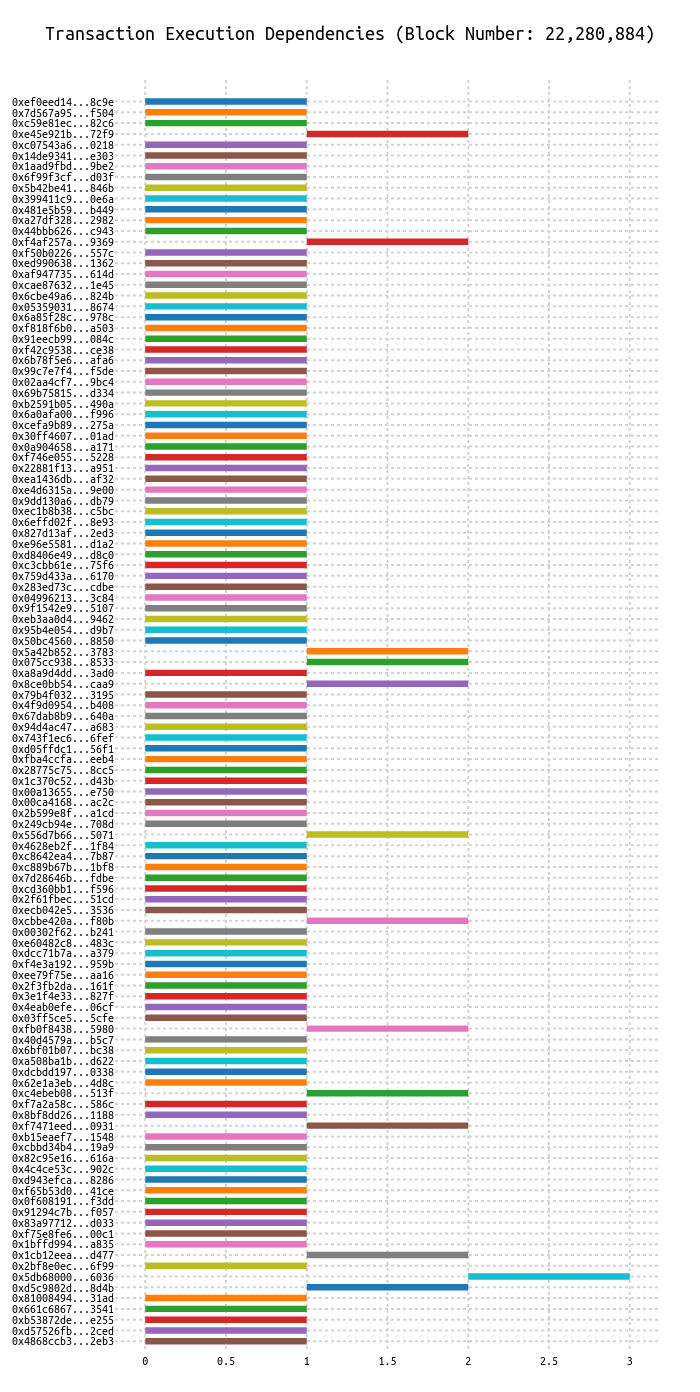 Transaction Execution Dependencies (Block Number: 22,280,884)
0xef0eed14...8c9e
0x7d567a95...f504
0xc59e81ec...82c6
0xe45e921b...72f9
0xc07543a6...0218
0x14de9341...e303
0x1aad9fbd...9be2
0x6f99f3cf...d03f
0x5b42be41...846b
0x399411c9...0e6a
0x481e5b59...b449
0xa27df328...2982
0x44bbb626...c943
0xf4af257a...9369
0xf50b0226...557c
0xed990638...1362
0xaf947735...614d
0xcae87632...1e45
0x6cbe49a6...824b
0x05359031...8674
0x6a85f28c...978c
0xf818f6b0...a503
0x91eecb99...084c
0xf42c9538...ce38
0x6b78f5e6...afa6
0x99c7e7f4...f5de
0x02aa4cf7...9bc4
0x69b75815...d334
0xb2591b05...490a
0x6a0afa00...f996
0xcefa9b89...275a
0x30ff4607...01ad
0x0a904658...a171
0xf746e055...5228
0x22881f13...a951
0xea1436db...af32
0xe4d6315a...9e00
0x9dd130a6...db79
0xec1b8b38...c5bc
0x6effd02f...8e93
0x827d13af...2ed3
0xe96e5581...d1a2
0xd8406e49...d8c0
0xc3cbb61e...75f6
0x759d433a...6170
0x283ed73c...cdbe
0x04996213...3c84
0x9f1542e9...5107
0xeb3aa0d4...9462
0x95b4e054...d9b7
0x50bc4560...8850
0x5a42b852...3783
0x075cc938...8533
0xa8a9d4dd...3ad0
0x8ce0bb54...caa9
0x79b4f032...3195
0x4f9d0954...b408
0x67dab8b9...640a
0x94d4ac47...a683
0x743f1ec6...6fef
0xd05ffdc1...56f1
0xfba4ccfa...eeb4
0x28775c75...8cc5
0x1c370c52...d43b
0x00a13655...e750
0x00ca4168...ac2c
0x2b599e8f...a1cd
0x249cb94e...708d
0x556d7b66...5071
0x4628eb2f...1f84
0xc8642ea4...7b87
0xc889b67b...1bf8
0x7d28646b...fdbe
0xcd360bb1...f596
0x2f61fbec...51cd
0xecb042e5...3536
0xcbbe420a...f80b
0x00302f62...b241
0xe60482c8...483c
0xdcc71b7a...a379
0xf4e3a192...959b
0xee79f75e...aa16
0x2f3fb2da...161f
0x3e1f4e33...827f
0x4eab0efe...06cf
0x03ff5ce5...5cfe
0xfb0f8438...5980
0x40d4579a...b5c7
0x6bf01b07...bc38
0xa508ba1b...d622
0xdcbdd197...0338
0x62e1a3eb...4d8c
0xc4ebeb08...513f
0xf7a2a58c...586c
0x8bf8dd26...1188
0xf7471eed...0931
0xb15eaef7...1548
0xcbbd34b4...19a9
0x82c95e16...616a
0x4c4ce53c...902c
0xd943efca...8286
0xf65b53d0...41ce
0x0f608191...f3dd
0x91294c7b...f057
0x83a97712...d033
0xf75e8fe6...00c1
0x1bffd994...a835
0x1cb12eea...d477
0x2bf8e0ec...6f99
0x5db68000...6036
0xd5c9802d...8d4b
0x81008494...31ad
0x661c6867...3541
0xb53872de...e255
0xd57526fb...2ced
0x4868ccb3...2eb3
0 0.5 1 1.5 2 2.5 3